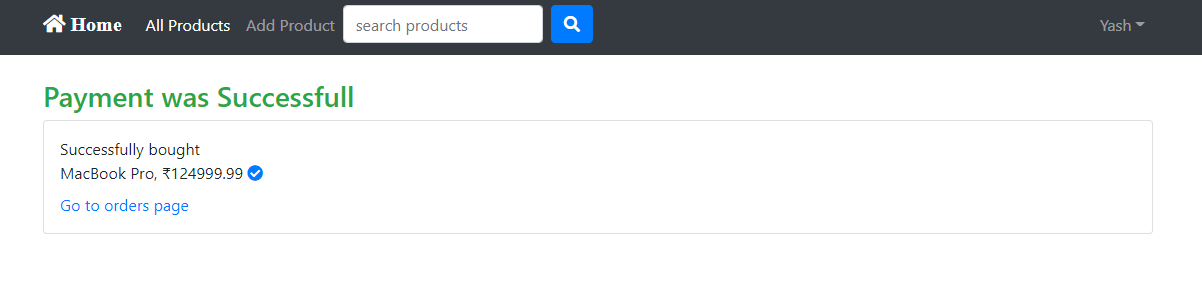 Home All Products Add Product search products Yash
Payment was Successfull
Successfully bought
MacBook Pro, ₹124999.99
Go to orders page